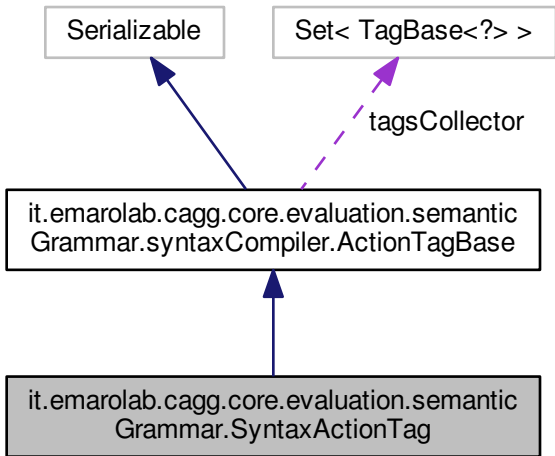 Serializable
Set< TagBase<?> >
tagsCollector
it.emarolab.cagg.core.evaluation.semantic
Grammar.syntaxCompiler.ActionTagBase
it.emarolab.cagg.core.evaluation.semantic
Grammar.SyntaxActionTag